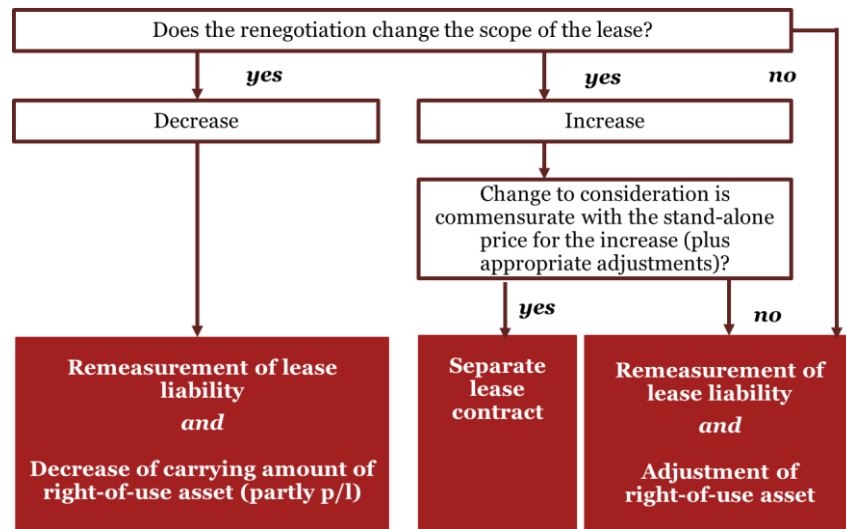 Does the renegotiation change the scope of the lease?
yes
yes
no
Decrease
Increase
Change to consideration is
commensurate with the stand-alone
price for the increase (plus
appropriate adjustments)?
yes
no
Remeasurement of lease
liability
and
Decrease of carrying amount of
right-of-use asset (partly p/l)
Separate
lease
contract
Remeasurement of
lease liability
and
Adjustment of
right-of-use asset